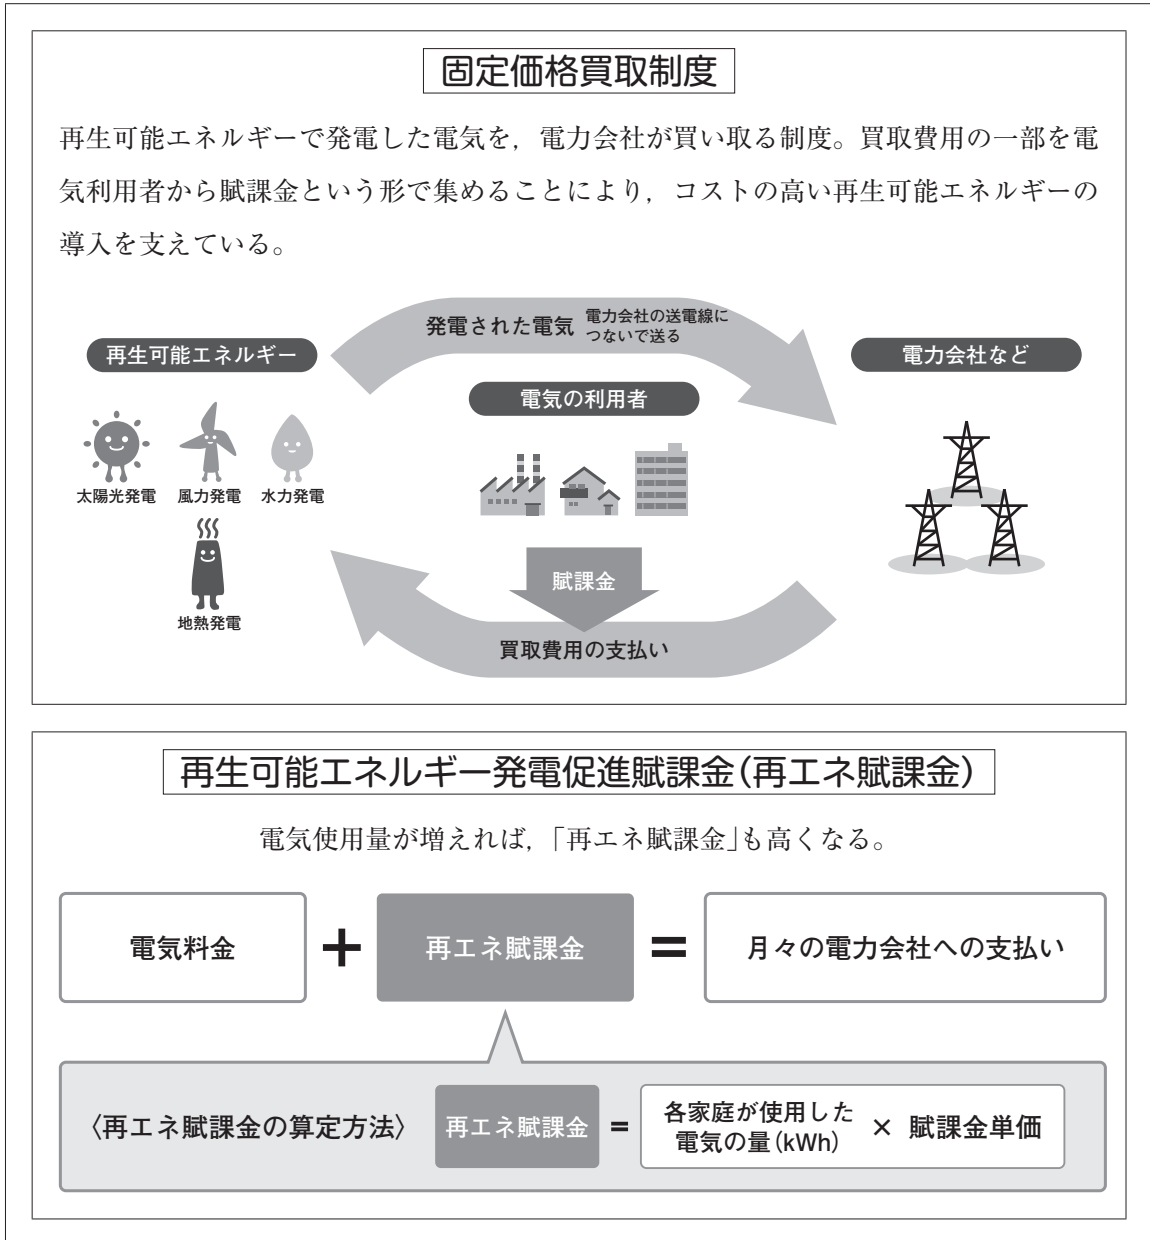 固定価格買取制度
再生可能エネルギーで発電した電気を，電力会社が買い取る制度。買取費用の一部を電
気利用者から賦課金という形で集めることにより，コストの高い再生可能エネルギーの
導入を支えている。
発電された電気
電力会社の送電線に
つないで送る
再生可能エネルギー
電力会社など
電気の利用者
太陽光発電
風力発電
水力発電
地熱発電
賦課金
買取費用の支払い
再生可能エネルギー発電促進賦課金(再エネ賦課金)
電気使用量が増えれば，「再エネ賦課金」も高くなる。
電気料金
＋
再エネ賦課金
＝
月々の電力会社への支払い
〈再エネ賦課金の算定方法〉
再エネ賦課金
＝
各家庭が使用した
電気の量(kWh)
×
賦課金単価